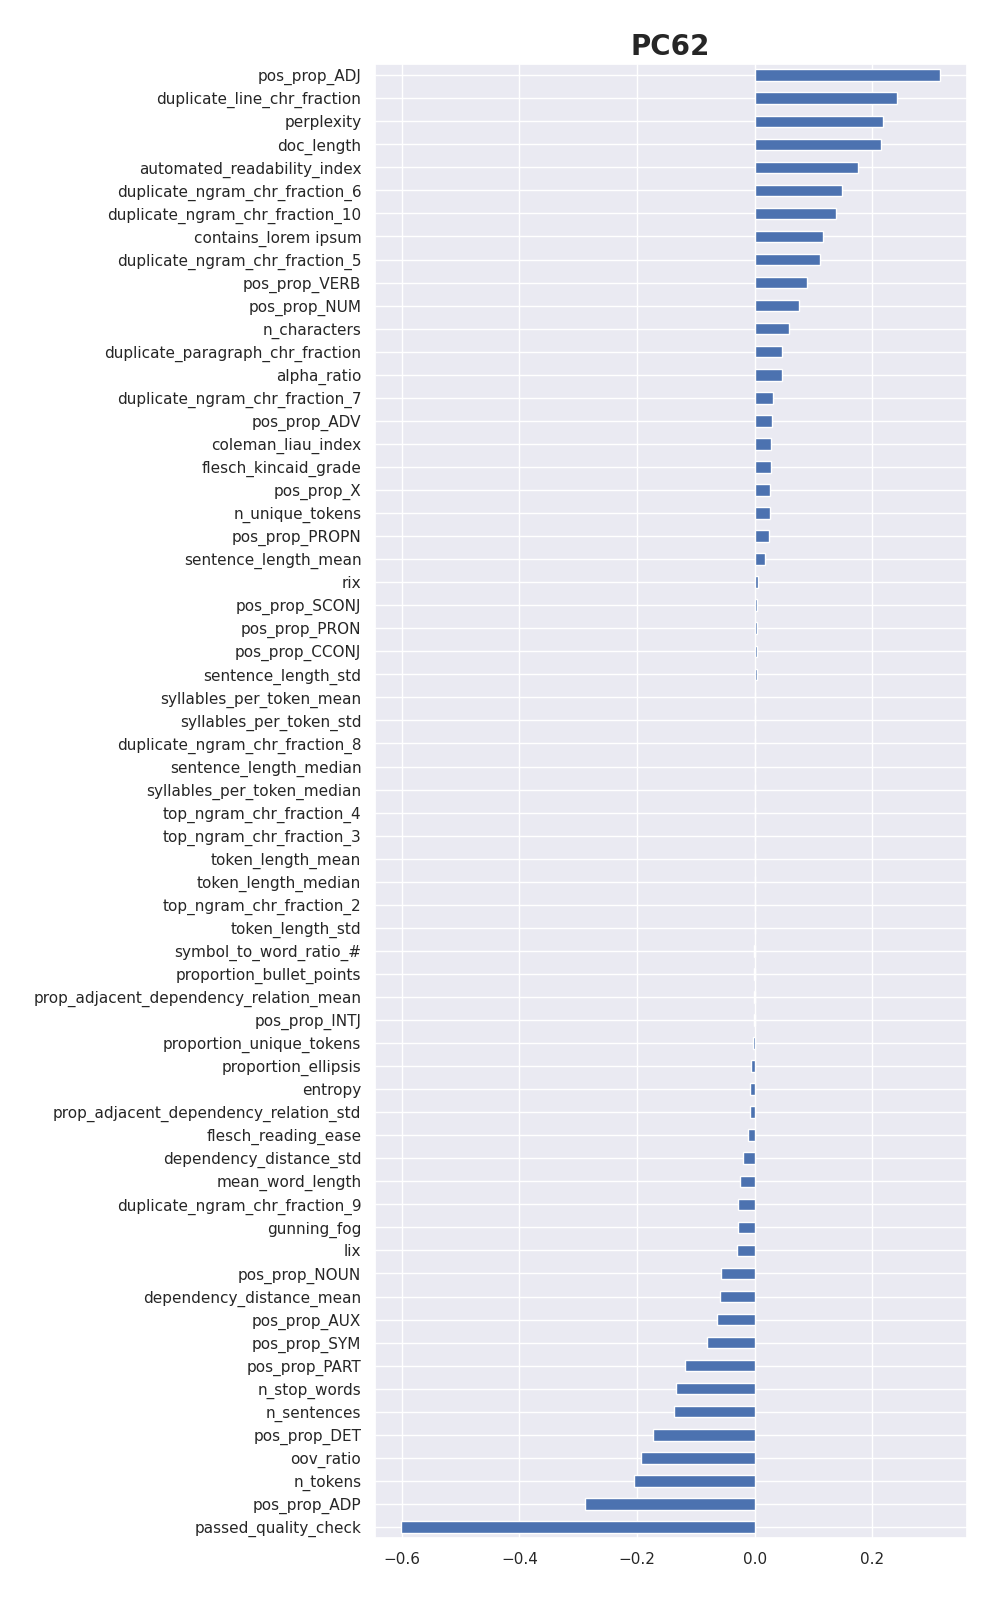 PC62
pos_prop_ADJ
duplicate_line_chr_fraction
perplexity
doc_length
automated_readability_index
duplicate_ngram_chr_fraction_6
duplicate_ngram_chr_fraction_10
contains_lorem ipsum
duplicate_ngram_chr_fraction_5
pos_prop_VERB
pos_prop_NUM
n_characters
duplicate_paragraph_chr_fraction
alpha_ratio
duplicate_ngram_chr_fraction_7
pos_prop_ADV
coleman_liau_index
flesch_kincaid_grade
pos_prop_X
n_unique_tokens
pos_prop_PROPN
sentence_length_mean
rix
pos_prop_SCONJ
pos_prop_PRON
pos_prop_CCONJ
sentence_length_std
syllables_per_token_mean
syllables_per_token_std
duplicate_ngram_chr_fraction_8
sentence_length_median
syllables_per_token_median
top_ngram_chr_fraction_4
top_ngram_chr_fraction_3
token_length_mean
token_length_median
top_ngram_chr_fraction_2
token_length_std
symbol_to_word_ratio_#
proportion_bullet_points
prop_adjacent_dependency_relation_mean
pos_prop_INTJ
proportion_unique_tokens
proportion_ellipsis
entropy
prop_adjacent_dependency_relation_std
flesch_reading_ease
dependency_distance_std
mean_word_length
duplicate_ngram_chr_fraction_9
gunning_fog
lix
pos_prop_NOUN
dependency_distance_mean
pos_prop_AUX
pos_prop_SYM
pos_prop_PART
n_stop_words
n_sentences
pos_prop_DET
oov_ratio
n_tokens
pos_prop_ADP
passed_quality_check
−0.6 −0.4 −0.2 0.0 0.2